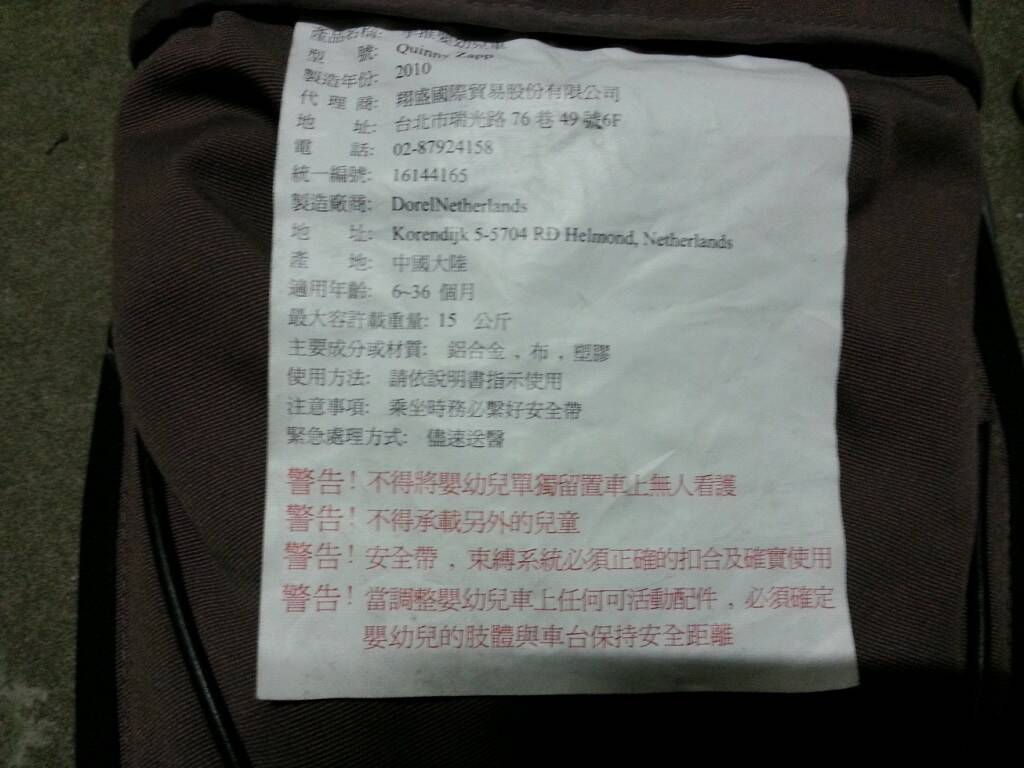 產品名稱: 手推嬰幼兒車
型 號: Quinny Zapp
製造年份: 2010
代 理 商: 翔盛國際貿易股份有限公司
地 址: 台北市瑞光路 76 巷 49 號6F
電 話: 02-87924158
統一編號: 16144165
製造廠商: DorelNetherlands
地 址: Korendijk 5-5704 RD Helmond, Netherlands
產 地: 中國大陸
適用年齡: 6~36 個月
最大容許載重量: 15 公斤
主要成分或材質: 鋁合金 , 布 , 塑膠
使用方法: 請依說明書指示使用
注意事項: 乘坐時務必繫好安全帶
緊急處理方式: 儘速送醫
警告! 不得將嬰幼兒單獨留置車上無人看護
警告! 不得承載另外的兒童
警告! 安全帶 , 束縛系統必須正確的扣合及確實使用
警告! 當調整嬰幼兒車上任何可活動配件 , 必須確定
嬰幼兒的肢體與車台保持安全距離